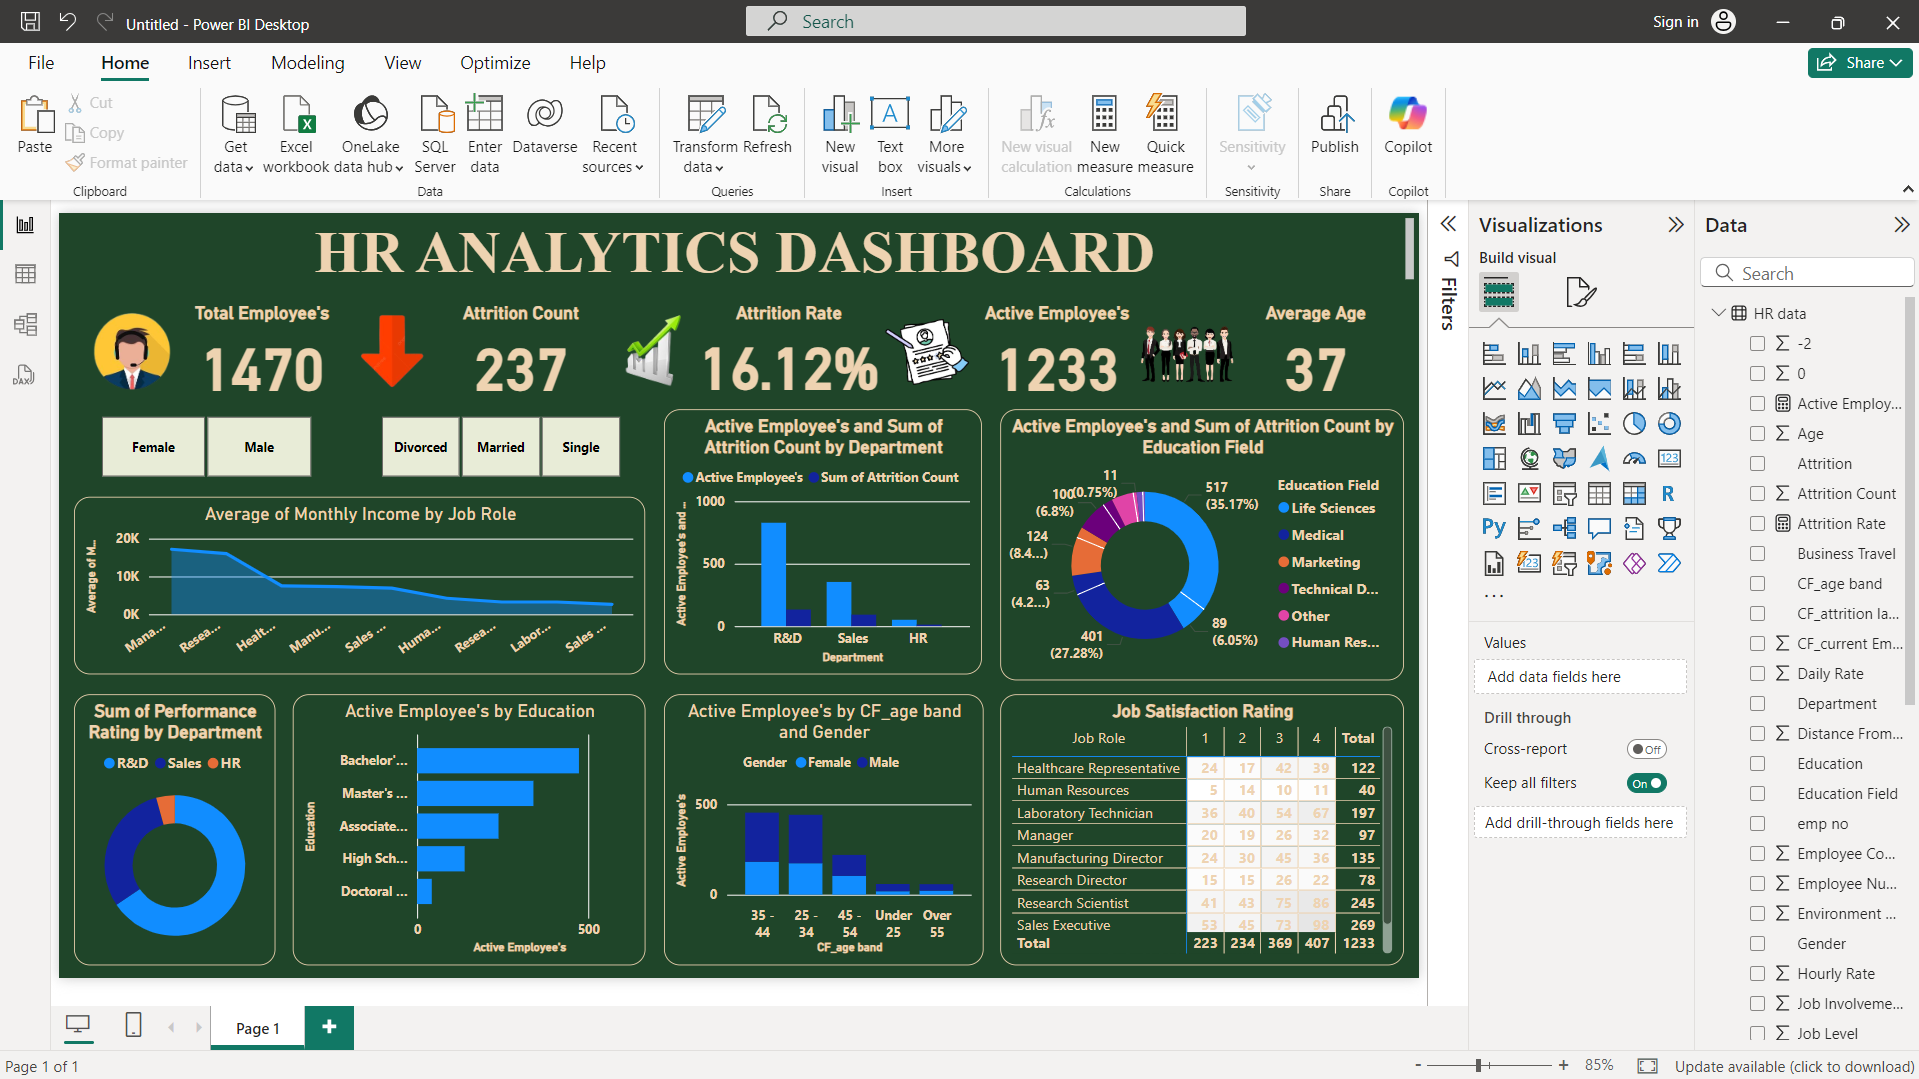 Untitled - Power BI Desktop
Search
Sign in
File Home Insert Modeling View Optimize Help
Share
Paste
Cut
Copy
Format painter
Clipboard
Get data
Excel workbook
OneLake data hub
SQL Server
Enter data
Dataverse
Recent sources
Data
Transform data
Refresh
Queries
New visual
Text box
More visuals
Insert
New visual calculation
New measure
Quick measure
Calculations
Sensitivity
Sensitivity
Publish
Share
Copilot
Copilot
HR ANALYTICS DASHBOARD
Total Employee's
1470
Attrition Count
237
Attrition Rate
16.12%
Active Employee's
1233
Average Age
37
Female Male
Divorced Married Single
Average of Monthly Income by Job Role
Average of M...
20K
10K
0K
Mana... Resea... Healt... Manu... Sales ... Huma... Resea... Labor... Sales ...
Active Employee's and Sum of
Attrition Count by Department
Active Employee's Sum of Attrition Count
Active Employee's and ...
1000
500
0
R&D Sales HR
Department
Active Employee's and Sum of Attrition Count by
Education Field
11
(0.75%)
100
(6.8%)
124
(8.4...)
63
(4.2...)
401
(27.28%)
517
(35.17%)
89
(6.05%)
Education Field
Life Sciences
Medical
Marketing
Technical D...
Other
Human Res...
Sum of Performance
Rating by Department
R&D Sales HR
Active Employee's by Education
Education
Bachelor'...
Master's ...
Associate...
High Sch...
Doctoral ...
0 500
Active Employee's
Active Employee's by CF_age band
and Gender
Gender Female Male
Active Employee's
500
0
35 - 44
25 - 34
45 - 54
Under 25
Over 55
CF_age band
Job Satisfaction Rating
Job Role 1 2 3 4 Total
Healthcare Representative 24 17 42 39 122
Human Resources 5 14 10 11 40
Laboratory Technician 36 40 54 67 197
Manager 20 19 26 32 97
Manufacturing Director 24 30 45 36 135
Research Director 15 15 26 22 78
Research Scientist 41 43 75 86 245
Sales Executive 53 45 73 98 269
Total 223 234 369 407 1233
Filters
Visualizations
Build visual
123
R
Py
123
...
Values
Add data fields here
Drill through
Cross-report Off
Keep all filters On
Add drill-through fields here
Data
Search
HR data
-2
0
Active Employ...
Age
Attrition
Attrition Count
Attrition Rate
Business Travel
CF_age band
CF_attrition la...
CF_current Em...
Daily Rate
Department
Distance From...
Education
Education Field
emp no
Employee Co...
Employee Nu...
Environment ...
Gender
Hourly Rate
Job Involveme...
Job Level
DAX
Page 1
+
Page 1 of 1
- + 85%
Update available (click to download)